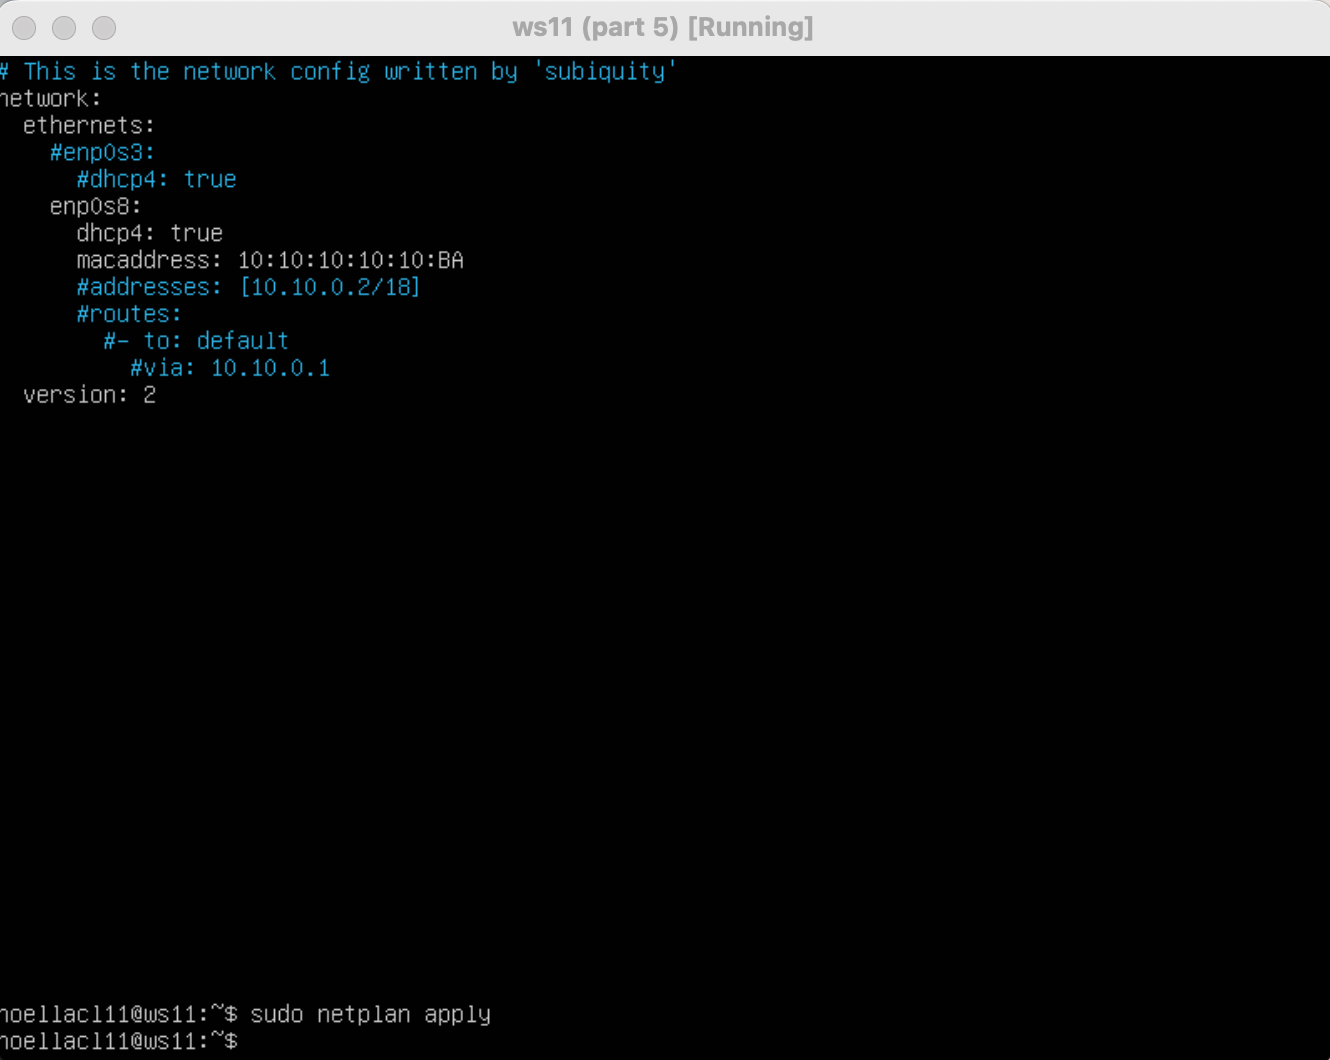 ws11 (part 5) [Running]
# This is the network config written by 'subiquity'
network:
  ethernets:
    #enp0s3:
      #dhcp4: true
    enp0s8:
      dhcp4: true
      macaddress: 10:10:10:10:10:BA
      #addresses: [10.10.0.2/18]
      #routes:
        #- to: default
          #via: 10.10.0.1
  version: 2
noellacl11@ws11:~$ sudo netplan apply
noellacl11@ws11:~$